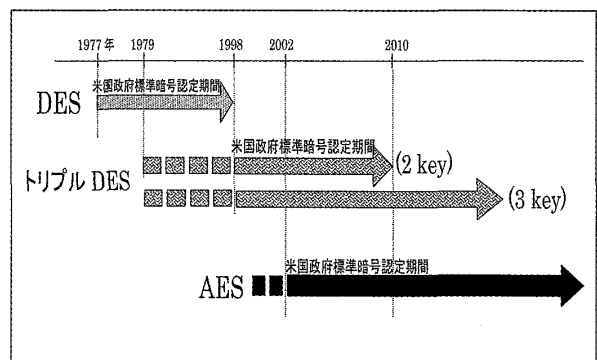 1977年 1979 1998 2002 2010
米国政府標準暗号認定期間
DES
米国政府標準暗号認定期間
(2 key)
トリプル DES
(3 key)
米国政府標準暗号認定期間
AES